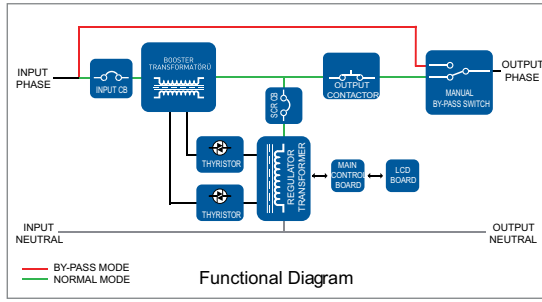 BOOSTER
TRANSFORMATÖRÜ
INPUT
PHASE
INPUT CB
OUTPUT
CONTACTOR
MANUAL
BY-PASS SWITCH
OUTPUT
PHASE
SCR CB
THYRISTOR
THYRISTOR
REGULATOR
TRANSFORMER
MAIN
CONTROL
BOARD
LCD
BOARD
INPUT
NEUTRAL
OUTPUT
NEUTRAL
BY-PASS MODE
NORMAL MODE
Functional Diagram